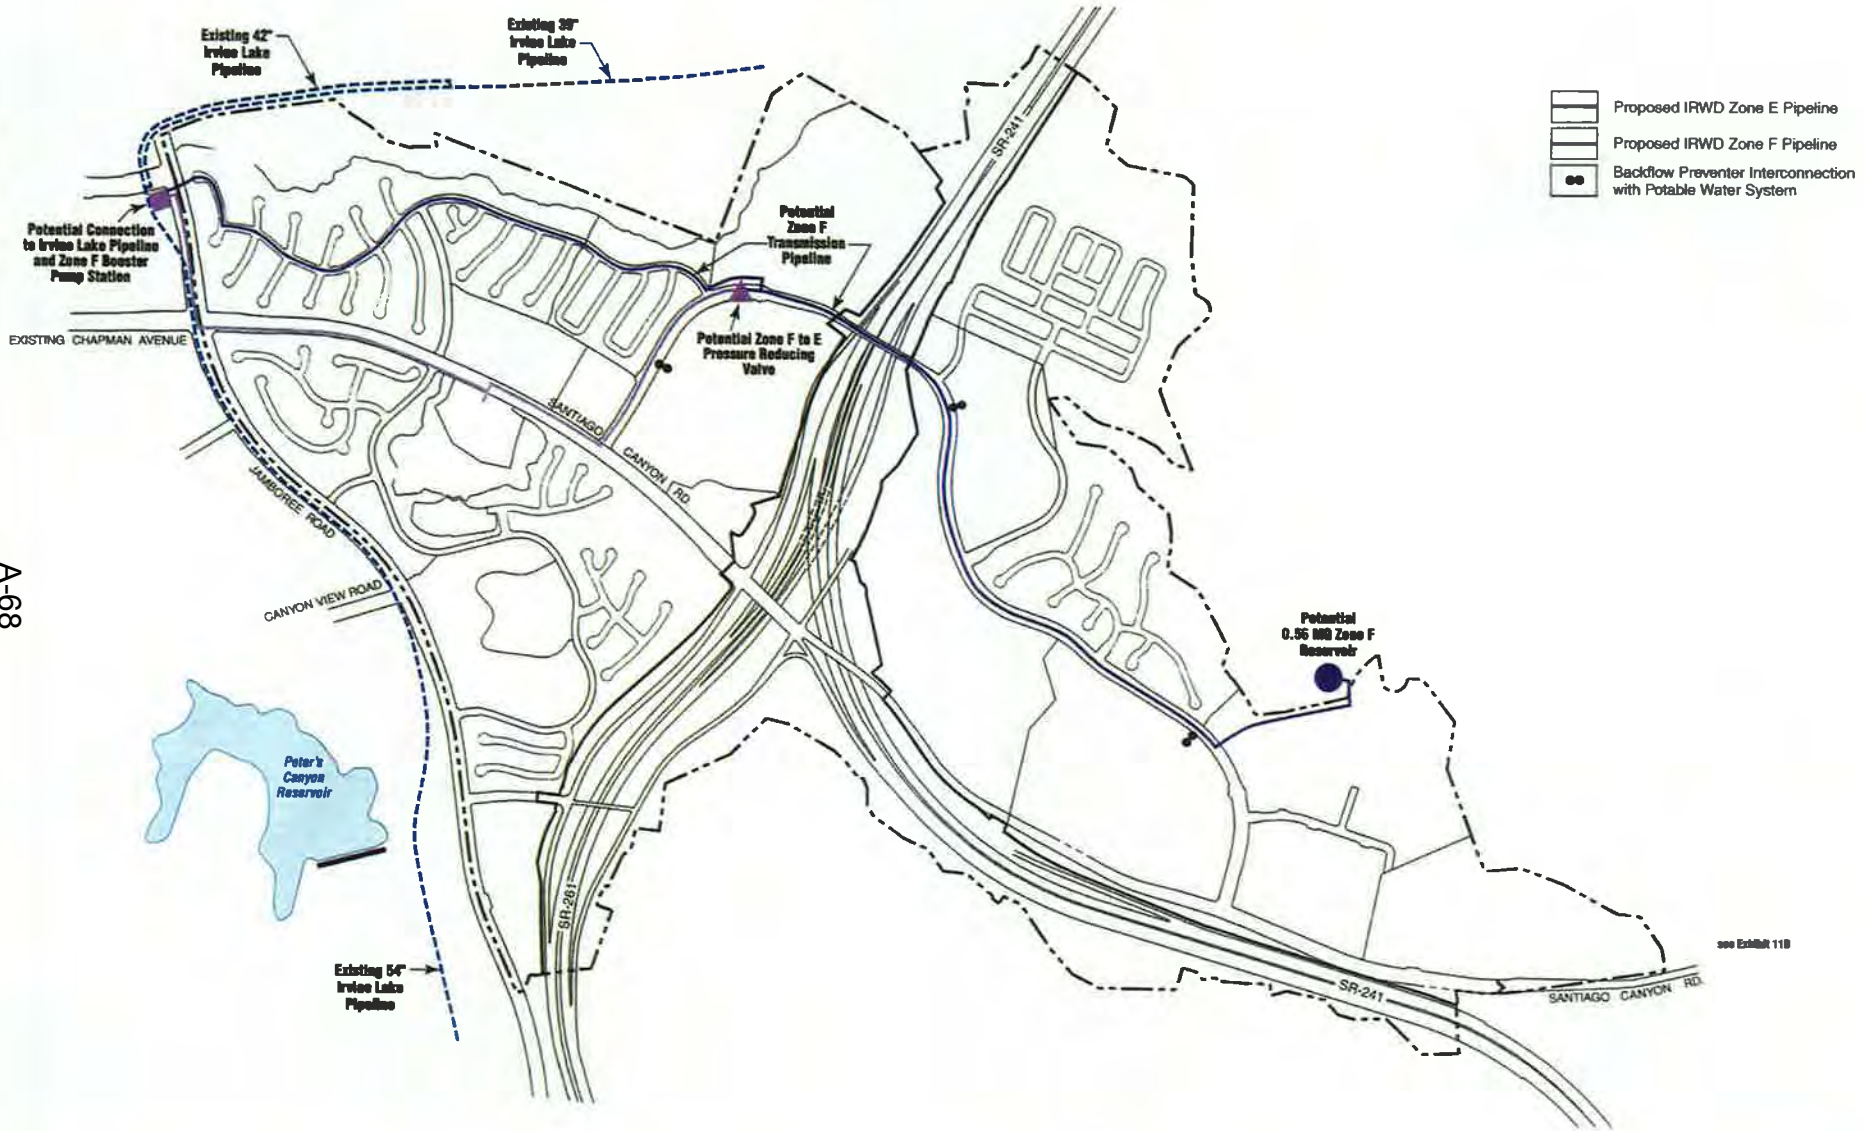 Existing 42"
Irvine Lake
Pipeline
Existing 39"
Irvine Lake
Pipeline
SR-241
Proposed IRWD Zone E Pipeline
Proposed IRWD Zone F Pipeline
Backflow Preventer Interconnection
with Potable Water System
Potential Connection
to Irvine Lake Pipeline
and Zone F Booster
Pump Station
Potential
Zone F
Transmission
Pipeline
EXISTING CHAPMAN AVENUE
Potential Zone F to E
Pressure Reducing
Valve
SANTIAGO
CANYON RD
JAMBOREE ROAD
CANYON VIEW ROAD
A-68
Potential
0.56 MG Zone F
Reservoir
Peter's
Canyon
Reservoir
SR-261
Existing 54"
Irvine Lake
Pipeline
see Exhibit 11B
SR-241
SANTIAGO CANYON RD.